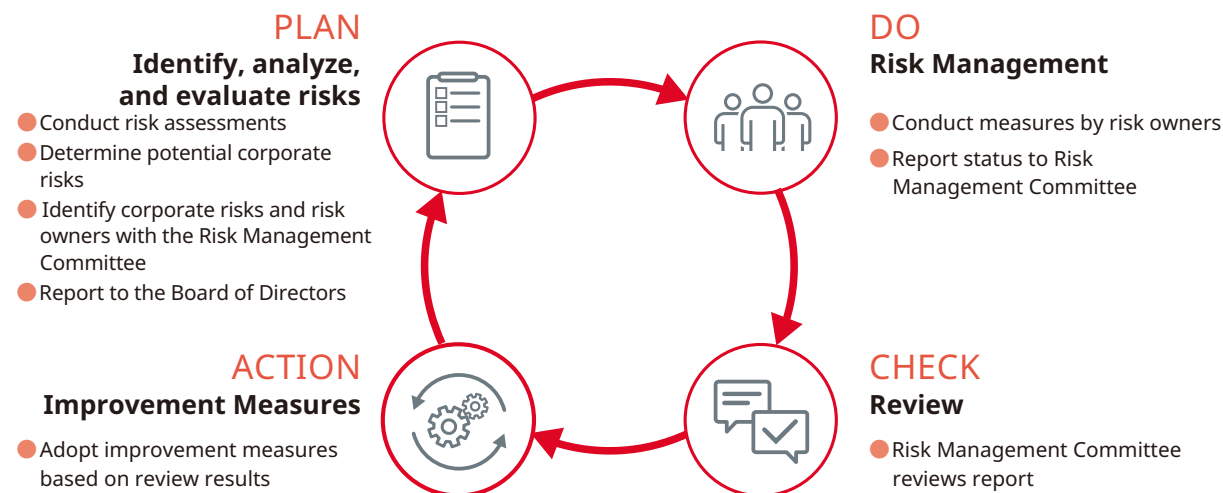 PLAN
Identify, analyze,
and evaluate risks
Conduct risk assessments
Determine potential corporate
risks
Identify corporate risks and risk
owners with the Risk Management
Committee
Report to the Board of Directors
DO
Risk Management
Conduct measures by risk owners
Report status to Risk
Management Committee
ACTION
Improvement Measures
Adopt improvement measures
based on review results
CHECK
Review
Risk Management Committee
reviews report